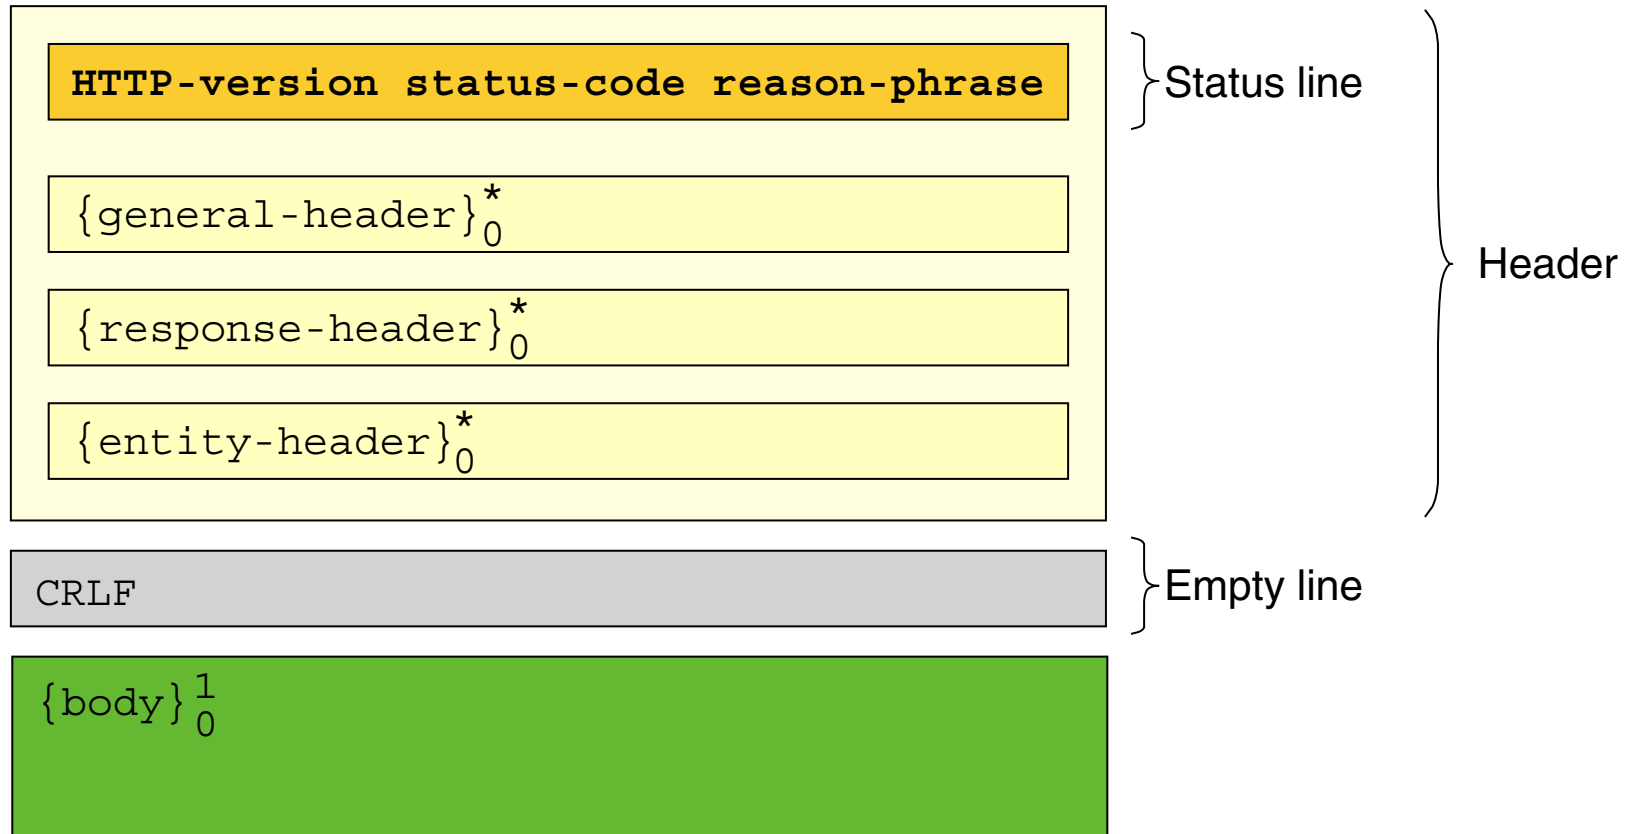 HTTP-version status-code reason-phrase
Status line
{general-header}*0
Header
{response-header}*0
{entity-header}*0
CRLF
Empty line
{body}10